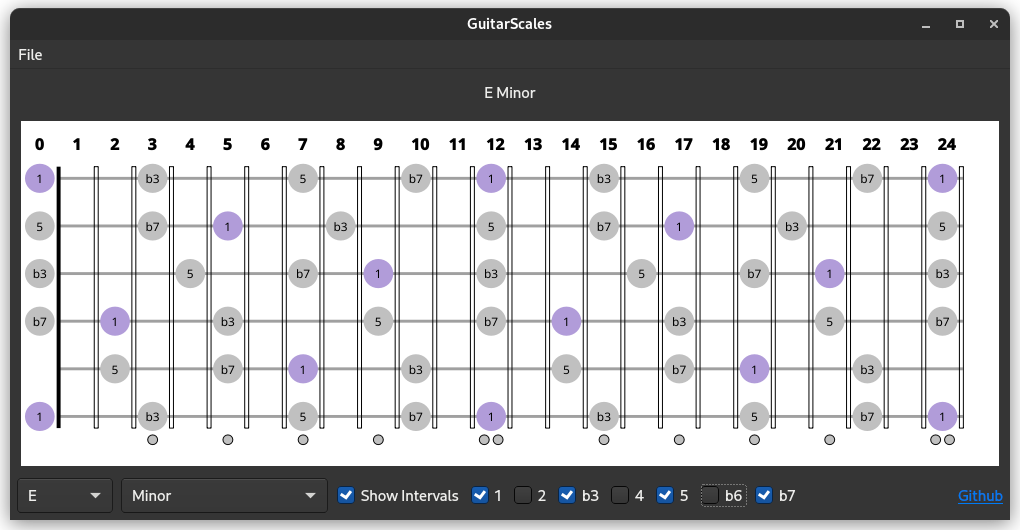 GuitarScales
File
E Minor
0 1 2 3 4 5 6 7 8 9 10 11 12 13 14 15 16 17 18 19 20 21 22 23 24
1 b3 5 b7 1 b3 5 b7 1
5 b7 1 b3 5 b7 1 b3 5
b3 5 b7 1 b3 5 b7 1 b3
b7 1 b3 5 b7 1 b3 5 b7
5 b7 1 b3 5 b7 1 b3
1 b3 5 b7 1 b3 5 b7 1
E Minor Show Intervals 1 2 b3 4 5 b6 b7 Github